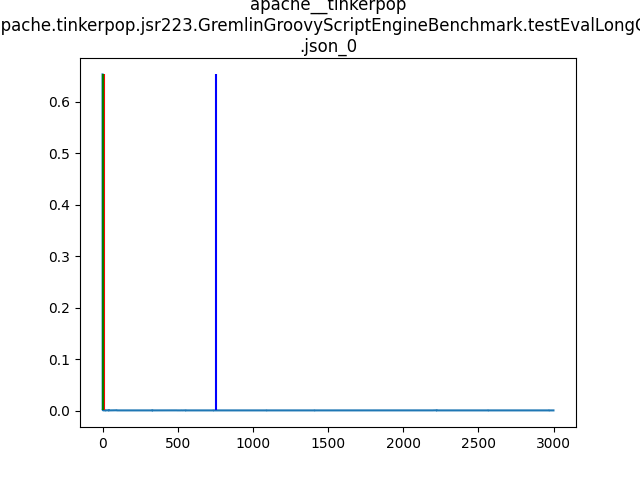 apache__tinkerpop
pache.tinkerpop.jsr223.GremlinGroovyScriptEngineBenchmark.testEvalLong
.json_0
0.6
0.5
0.4
0.3
0.2
0.1
0.0
0 500 1000 1500 2000 2500 3000